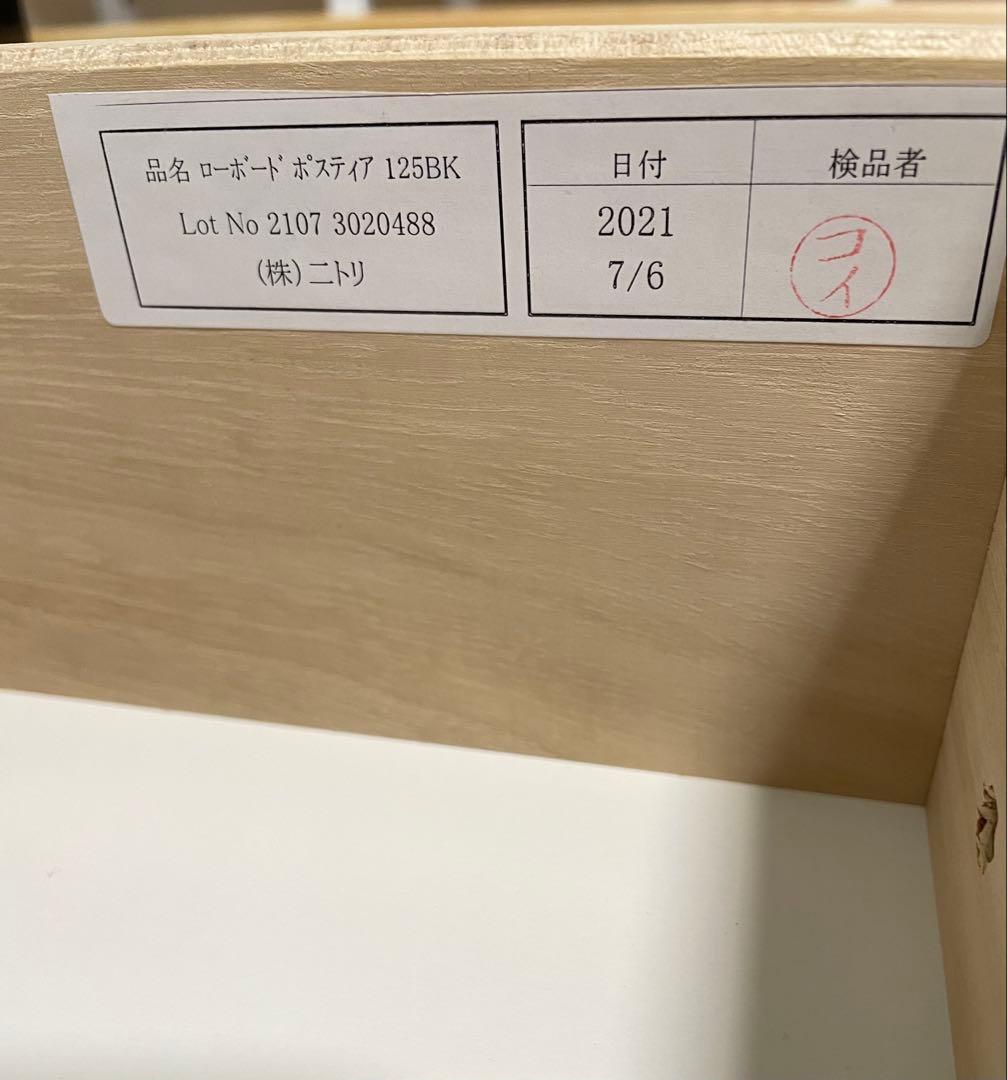 品名 ﾛｰﾎﾞｰﾄﾞ ポスティア 125BK
Lot No 2107 3020488
(株)ニトリ
日付
検品者
2021
7/6
コイ